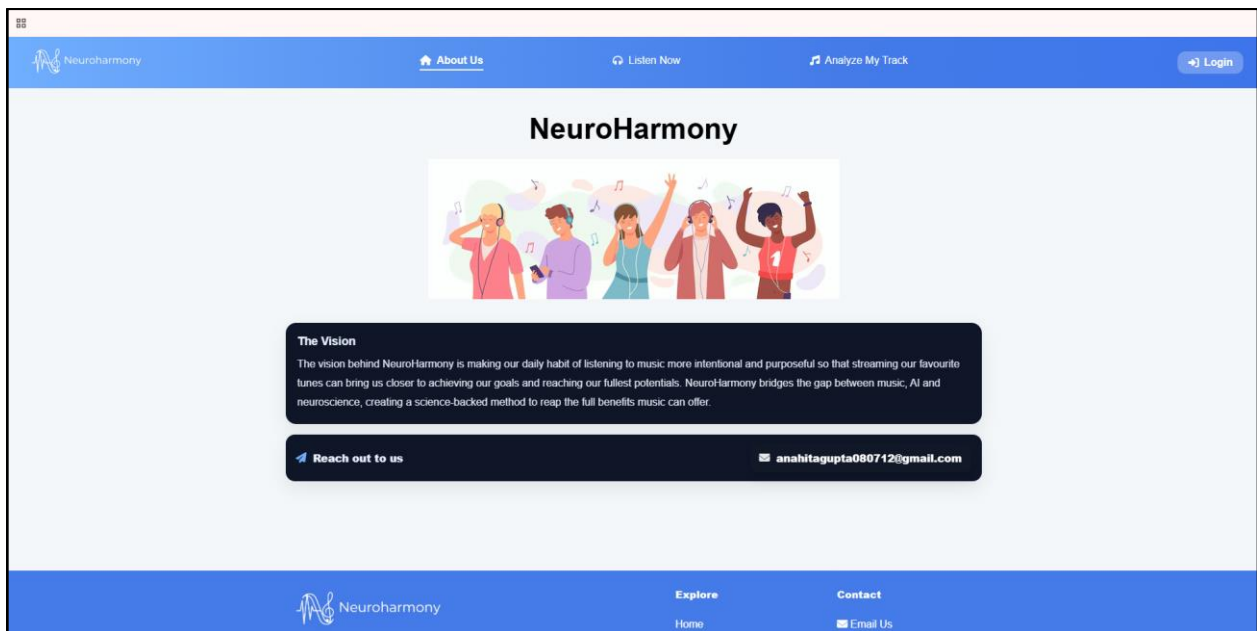 Neuroharmony
About Us
Listen Now
Analyze My Track
Login
NeuroHarmony
1
The Vision
The vision behind NeuroHarmony is making our daily habit of listening to music more intentional and purposeful so that streaming our favourite
tunes can bring us closer to achieving our goals and reaching our fullest potentials. NeuroHarmony bridges the gap between music, AI and
neuroscience, creating a science-backed method to reap the full benefits music can offer.
Reach out to us
anahitagupta080712@gmail.com
Neuroharmony
Explore
Contact
Home
Email Us